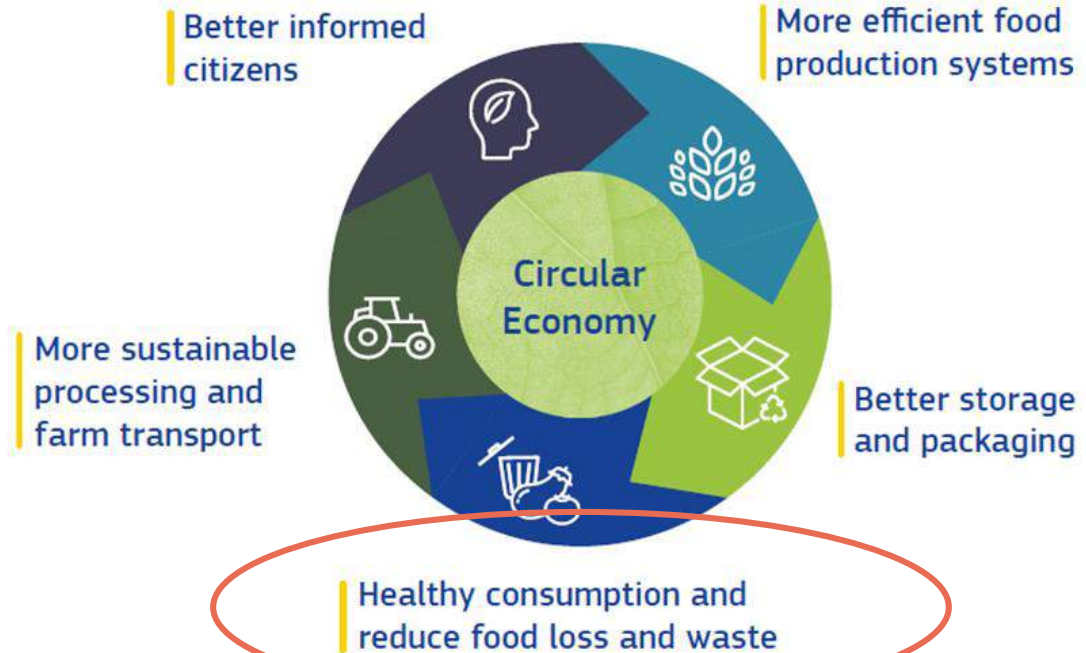 Better informed
citizens
More efficient food
production systems
Circular
Economy
More sustainable
processing and
farm transport
Better storage
and packaging
Healthy consumption and
reduce food loss and waste